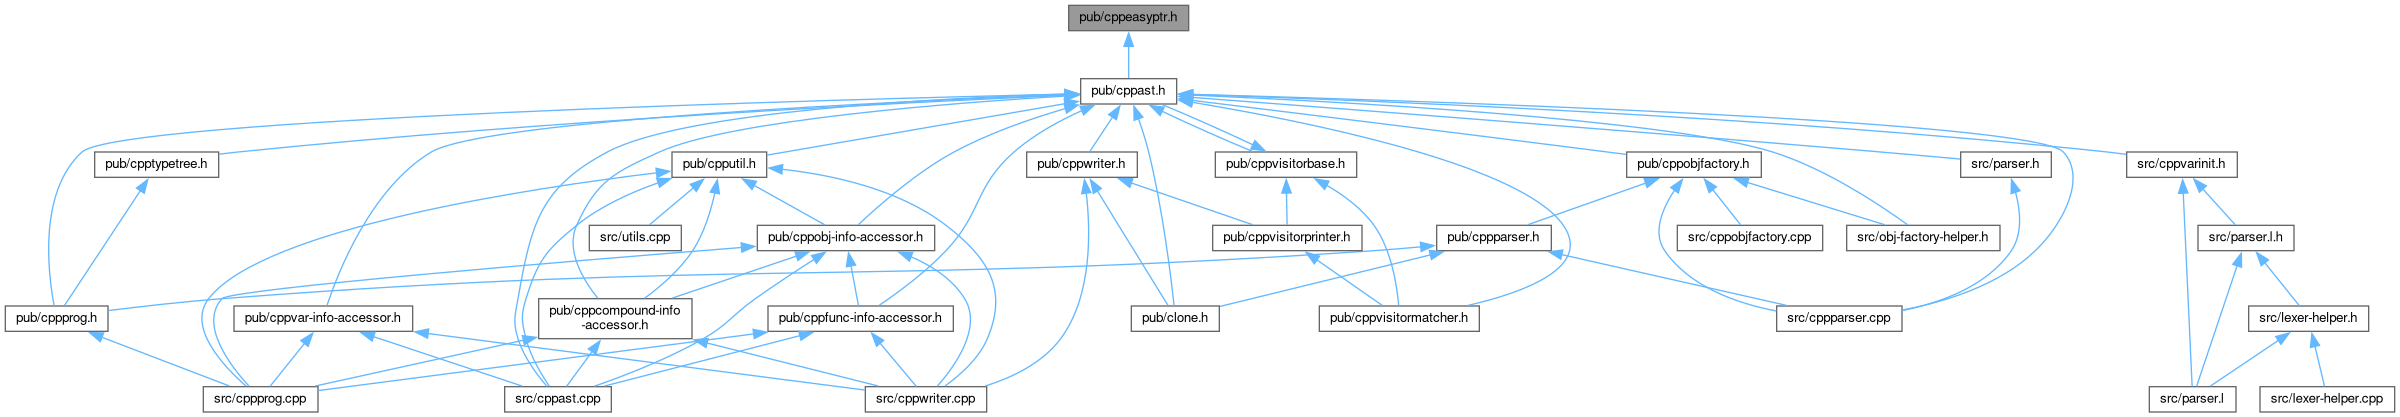 pub/cppeasyptr.h
pub/cppast.h
pub/cpptypetree.h
pub/cpputil.h
pub/cppwriter.h
pub/cppvisitorbase.h
pub/cppobjfactory.h
src/parser.h
src/cppvarinit.h
src/utils.cpp
pub/cppobj-info-accessor.h
pub/cppvisitorprinter.h
pub/cppparser.h
src/cppobjfactory.cpp
src/obj-factory-helper.h
src/parser.l.h
pub/cppprog.h
pub/cppvar-info-accessor.h
pub/cppcompound-info
-accessor.h
pub/cppfunc-info-accessor.h
pub/clone.h
pub/cppvisitormatcher.h
src/cppparser.cpp
src/lexer-helper.h
src/cppprog.cpp
src/cppast.cpp
src/cppwriter.cpp
src/parser.l
src/lexer-helper.cpp